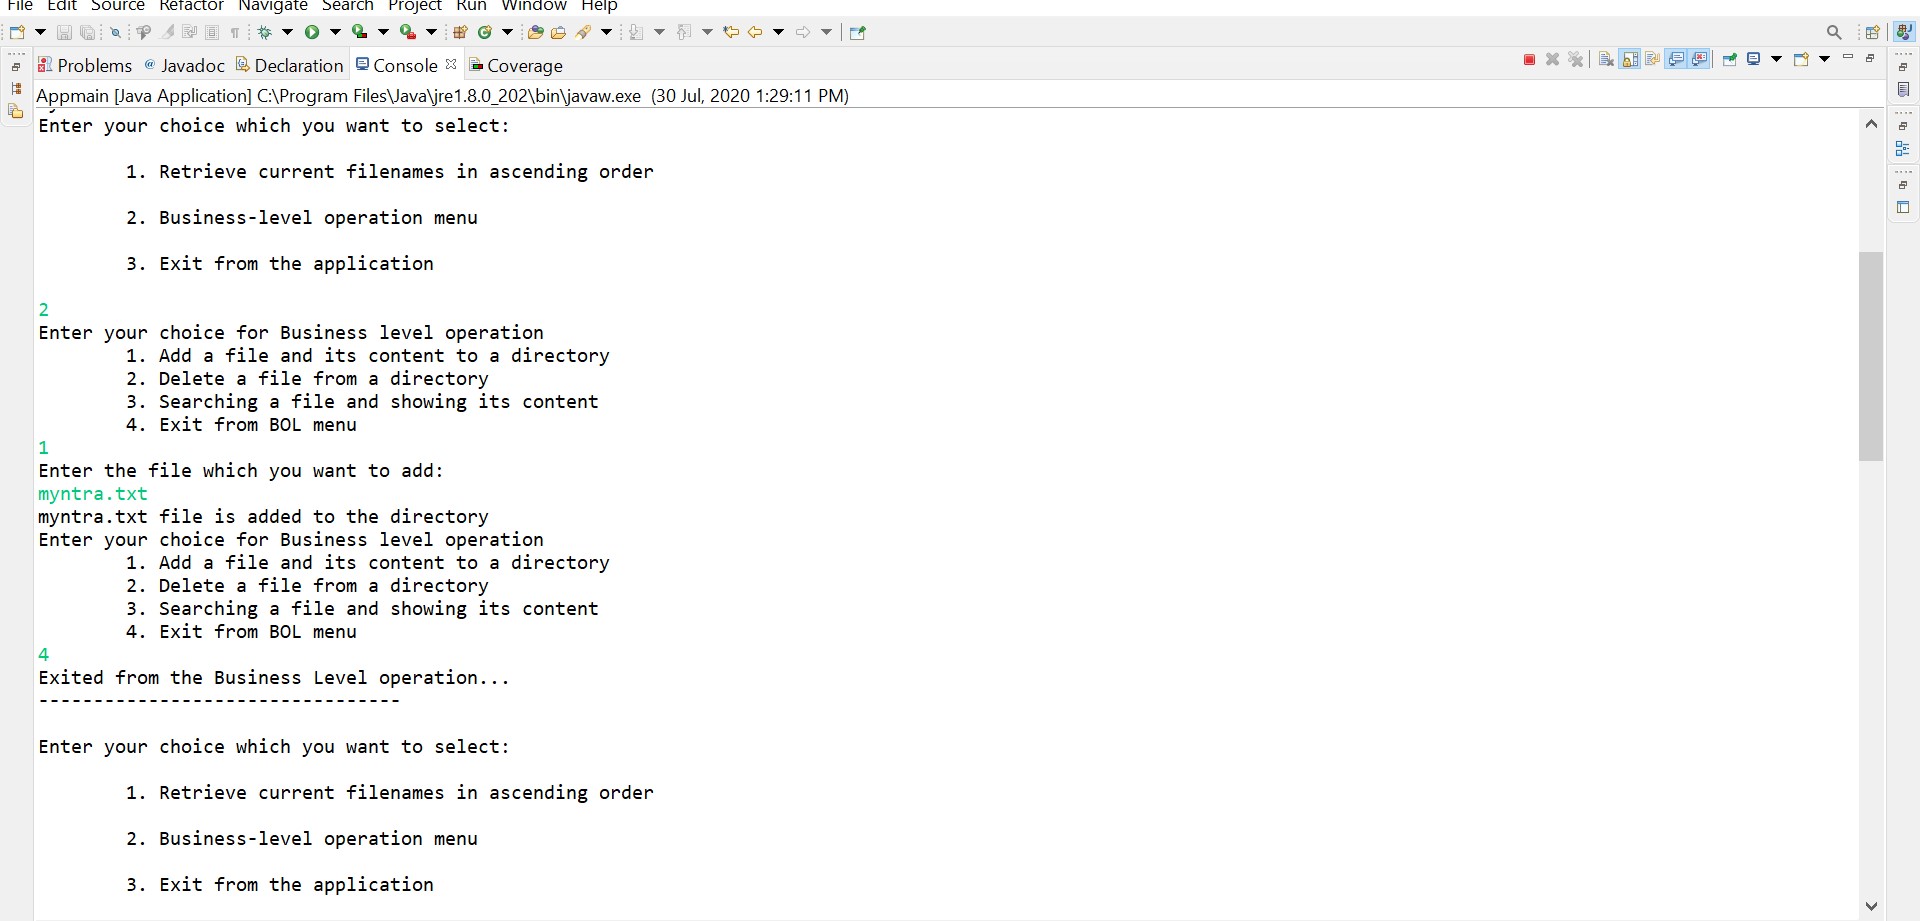 File Edit Source Refactor Navigate Search Project Run Window Help
Problems @ Javadoc Declaration Console Coverage
Appmain [Java Application] C:\Program Files\Java\jre1.8.0_202\bin\javaw.exe (30 Jul, 2020 1:29:11 PM)
Enter your choice which you want to select:
1. Retrieve current filenames in ascending order
2. Business-level operation menu
3. Exit from the application
2
Enter your choice for Business level operation
1. Add a file and its content to a directory
2. Delete a file from a directory
3. Searching a file and showing its content
4. Exit from BOL menu
1
Enter the file which you want to add:
myntra.txt
myntra.txt file is added to the directory
Enter your choice for Business level operation
1. Add a file and its content to a directory
2. Delete a file from a directory
3. Searching a file and showing its content
4. Exit from BOL menu
4
Exited from the Business Level operation...
---------------------------------
Enter your choice which you want to select:
1. Retrieve current filenames in ascending order
2. Business-level operation menu
3. Exit from the application